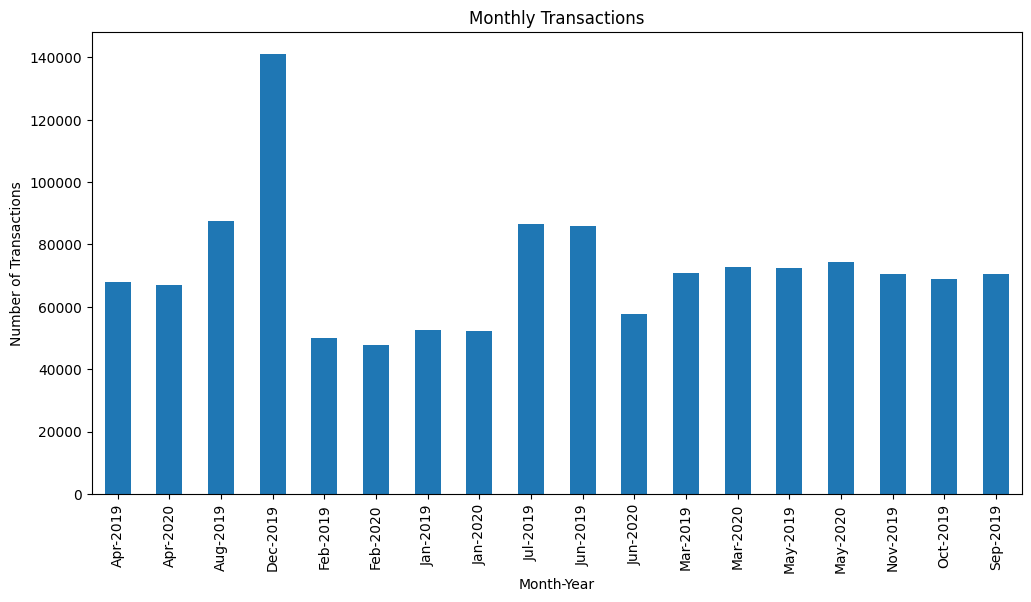 Monthly Transactions
Number of Transactions
140000
120000
100000
80000
60000
40000
20000
0
Apr-2019
Apr-2020
Aug-2019
Dec-2019
Feb-2019
Feb-2020
Jan-2019
Jan-2020
Jul-2019
Jun-2019
Jun-2020
Mar-2019
Mar-2020
May-2019
May-2020
Nov-2019
Oct-2019
Sep-2019
Month-Year